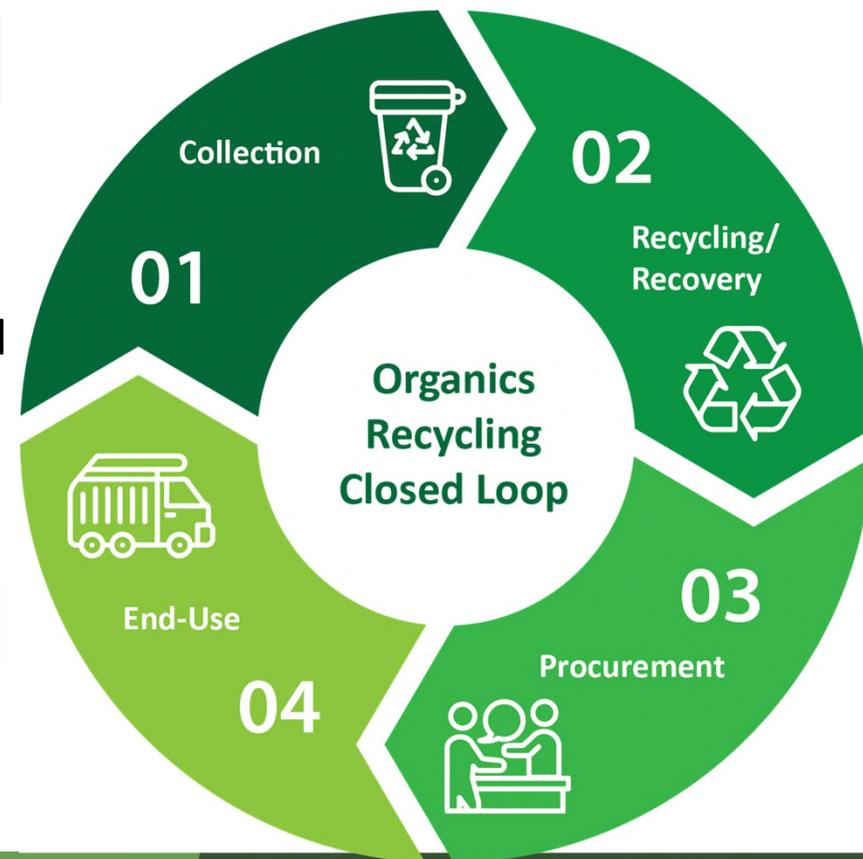 Collection
01
02
Recycling/
Recovery
Organics
Recycling
Closed Loop
03
Procurement
End-Use
04